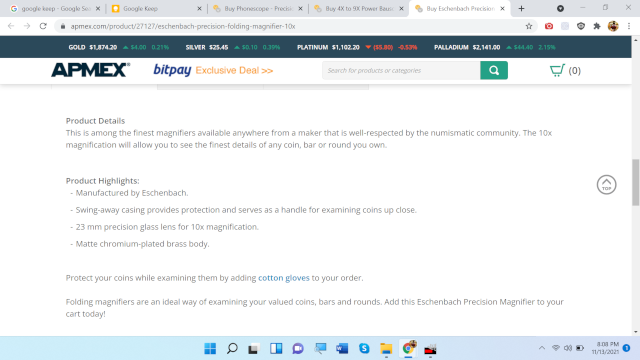 google keep - Google Se
Google Keep
Buy Phonescope - Precisi
Buy 4X to 9X Power Bausc
Buy Eschenbach Precision
apmex.com/product/27127/eschenbach-precision-folding-magnifier-10x
GOLD $1,874.20 ▲ $4.00 0.21% SILVER $25.45 ▲ $0.10 0.39% PLATINUM $1,102.20 ▼ ($5.80) -0.53% PALLADIUM $2,141.00 ▲ $44.40 2.15%
APMEX® bitpay Exclusive Deal >> Search for products or categories (0)
Product Details
This is among the finest magnifiers available anywhere from a maker that is well-respected by the numismatic community. The 10x
magnification will allow you to see the finest details of any coin, bar or round you own.
TOP
Product Highlights:
- Manufactured by Eschenbach.
- Swing-away casing provides protection and serves as a handle for examining coins up close.
- 23 mm precision glass lens for 10x magnification.
- Matte chromium-plated brass body.
Protect your coins while examining them by adding cotton gloves to your order.
Folding magnifiers are an ideal way of examining your valued coins, bars and rounds. Add this Eschenbach Precision Magnifier to your
cart today!
8:08 PM
11/13/2021